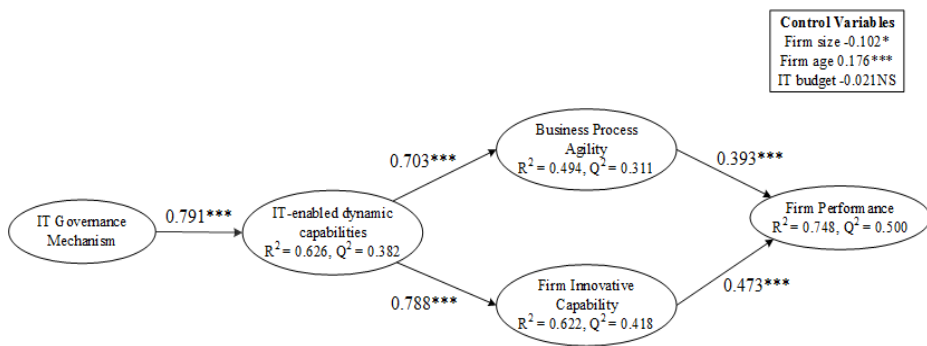 Control Variables
Firm size -0.102*
Firm age 0.176***
IT budget -0.021NS
Business Process
Agility
R² = 0.494, Q² = 0.311
0.703***
0.393***
IT Governance
Mechanism
0.791***
IT-enabled dynamic
capabilities
R² = 0.626, Q² = 0.382
Firm Performance
R² = 0.748, Q² = 0.500
0.788***
Firm Innovative
Capability
R² = 0.622, Q² = 0.418
0.473***